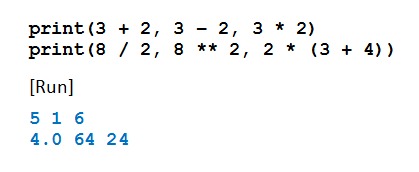 print(3 + 2, 3 – 2, 3 * 2)
print(8 / 2, 8 ** 2, 2 * (3 + 4))
[Run]
5 1 6
4.0 64 24